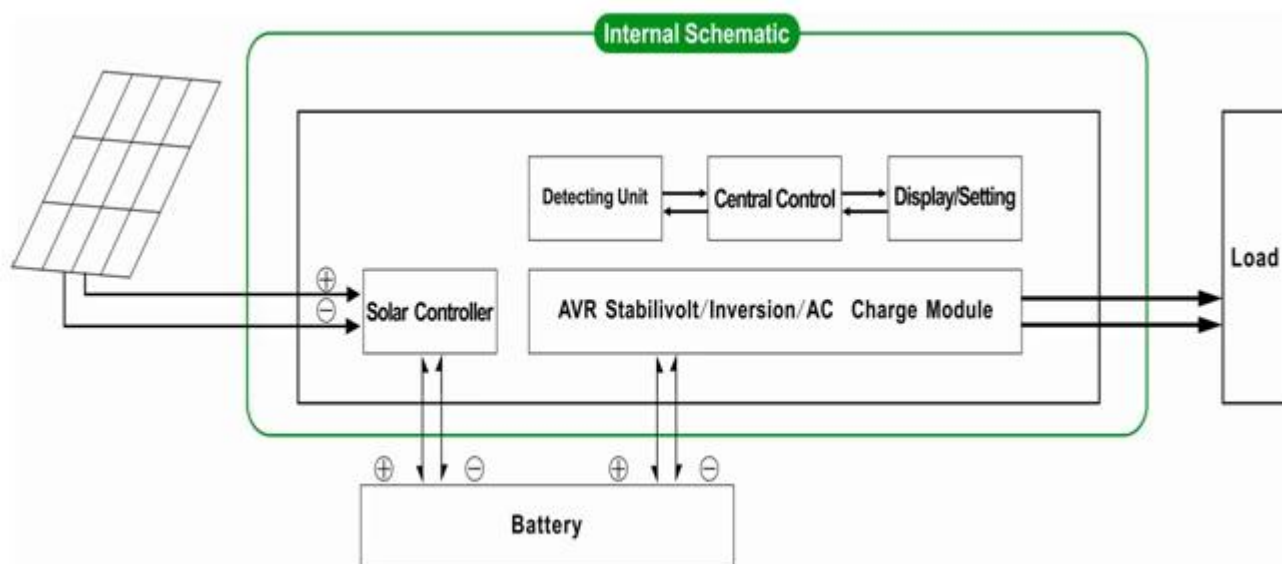 Internal Schematic
Detecting Unit
Central Control
Display/Setting
Load
⊕
⊖
Solar Controller
AVR Stabilivolt/Inversion/AC Charge Module
⊕ ⊖ ⊕ ⊖
Battery